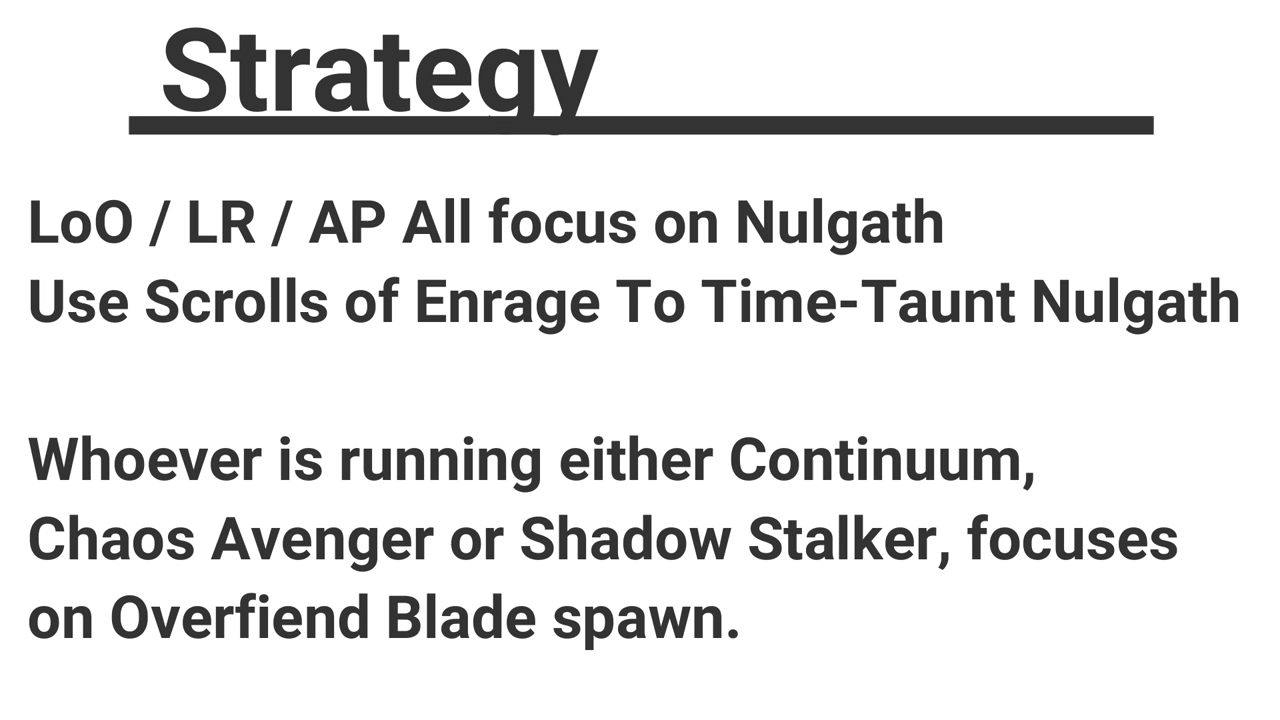 Strategy
LoO / LR / AP All focus on Nulgath
Use Scrolls of Enrage To Time-Taunt Nulgath
Whoever is running either Continuum,
Chaos Avenger or Shadow Stalker, focuses
on Overfiend Blade spawn.